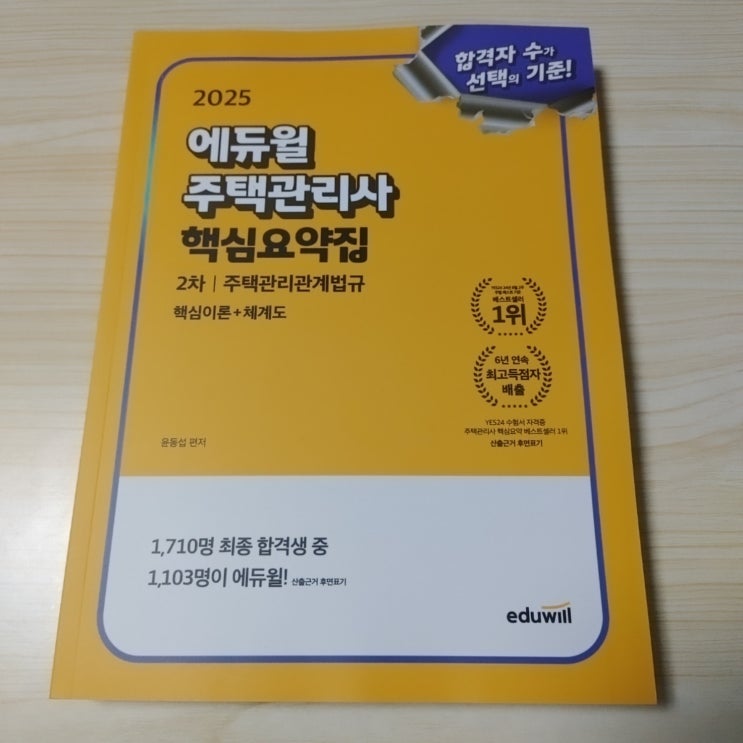 합격자 수가
선택의 기준!
2025
에듀윌
주택관리사
핵심요약집
2차 | 주택관리관계법규
핵심이론+체계도
베스트셀러
1위
6년 연속
최고득점자
배출
YES24 수험서 자격증
주택관리사 핵심요약 베스트셀러 1위
산출근거 후면표기
윤동섭 편저
1,710명 최종 합격생 중
1,103명이 에듀윌! 산출근거 후면표기
eduwill